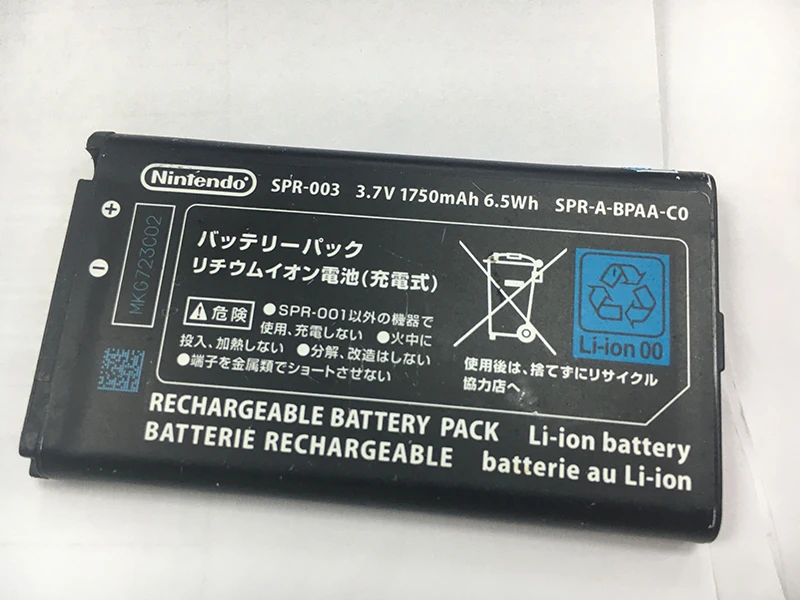 Nintendo SPR-003 3.7V 1750mAh 6.5Wh SPR-A-BPAA-C0
+
−
MKG723C02
バッテリーパック
リチウムイオン電池(充電式)
危険 ●SPR-001以外の機器で
使用、充電しない ●火中に
投入、加熱しない ●分解、改造はしない
●端子を金属類でショートさせない
Li-ion 00
使用後は、捨てずにリサイクル
協力店へ
RECHARGEABLE BATTERY PACK Li-ion battery
BATTERIE RECHARGEABLE batterie au Li-ion